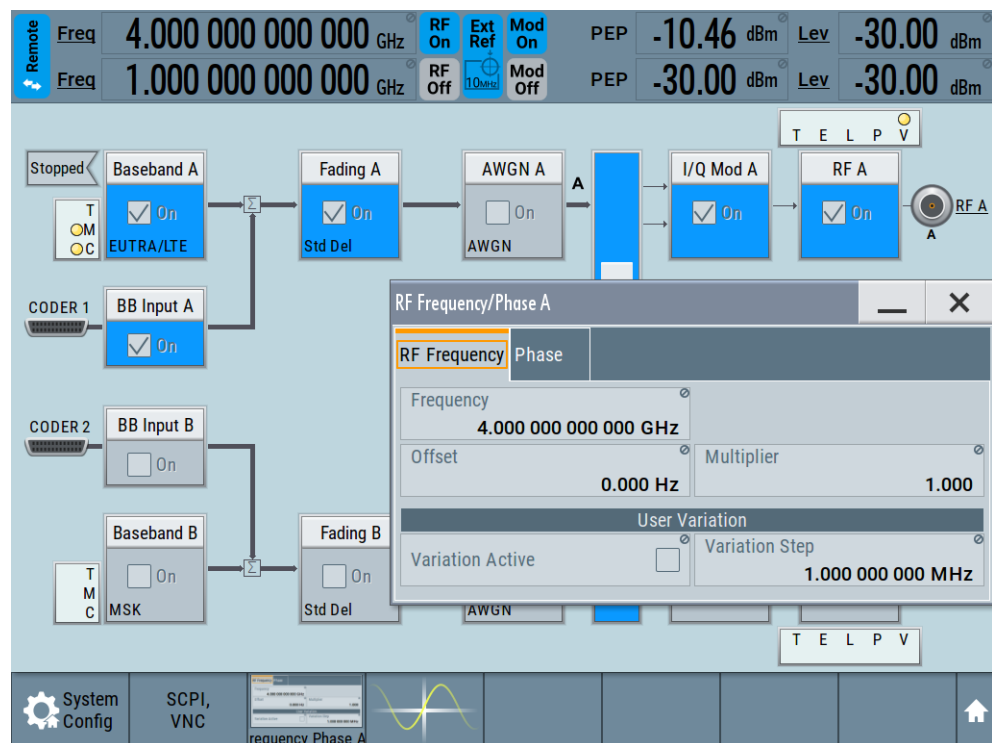 Remote
Freq 4.000 000 000 000 GHz RF On Ext Ref Mod On PEP -10.46 dBm Lev -30.00 dBm
Freq 1.000 000 000 000 GHz RF Off 10MHz Mod Off PEP -30.00 dBm Lev -30.00 dBm
T E L P V
Stopped Baseband A Fading A AWGN A I/Q Mod A RF A
T M C On Σ On On A On On RF A
EUTRA/LTE Std Del AWGN A
CODER 1 BB Input A
On
RF Frequency/Phase A
RF Frequency Phase
Frequency
4.000 000 000 000 GHz
Offset
0.000 Hz
Multiplier
1.000
User Variation
Variation Active
Variation Step
1.000 000 000 MHz
CODER 2 BB Input B
On
Baseband B Fading B
T M C On Σ On
MSK Std Del AWGN
T E L P V
System Config
SCPI, VNC
requency Phase A